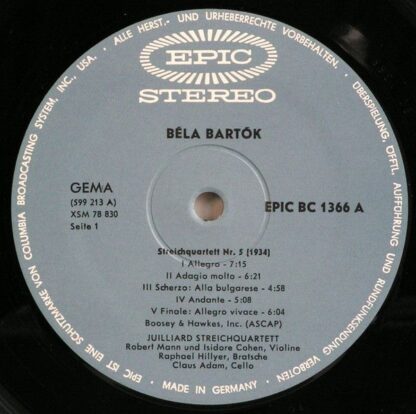 EPIC
STEREO
BÉLA BARTÓK
GEMA
(599 213 A)
XSM 78 830
Seite 1
EPIC BC 1366 A
Streichquartett Nr. 5 (1934)
I Allegro - 7:15
II Adagio molto - 6:21
III Scherzo: Alla bulgarese - 4:58
IV Andante - 5:08
V Finale: Allegro vivace - 6:04
Boosey & Hawkes, Inc. (ASCAP)
JUILLIARD STREICHQUARTETT
Robert Mann und Isidore Cohen, Violine
Raphael Hillyer, Bratsche
Claus Adam, Cello
• ALLE HERST.- UND URHEBERRECHTE VORBEHALTEN. ÜBERSPIELUNG, ÖFFTL. AUFFÜHRUNG UND RUNDFUNKSENDUNG VERBOTEN •
MADE IN GERMANY.
• EPIC IST EINE SCHUTZMARKE VON COLUMBIA BROADCASTING SYSTEM, INC., USA.